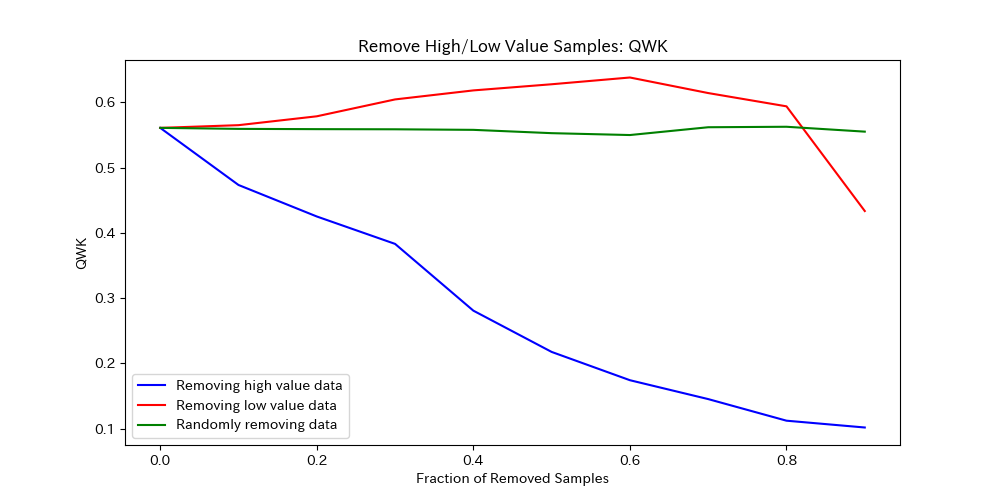 Remove High/Low Value Samples: QWK
QWK
0.6
0.5
0.4
0.3
0.2
0.1
Removing high value data
Removing low value data
Randomly removing data
0.0 0.2 0.4 0.6 0.8
Fraction of Removed Samples